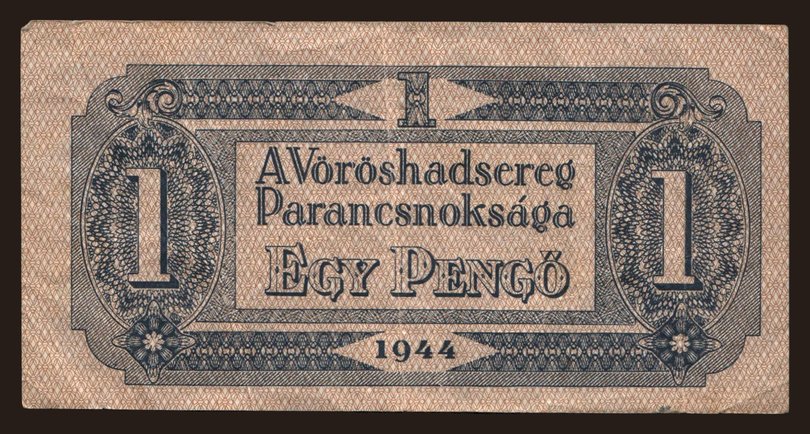 1
A Vöröshadsereg
Parancsnoksága
1 1
EGY PENGŐ
1944